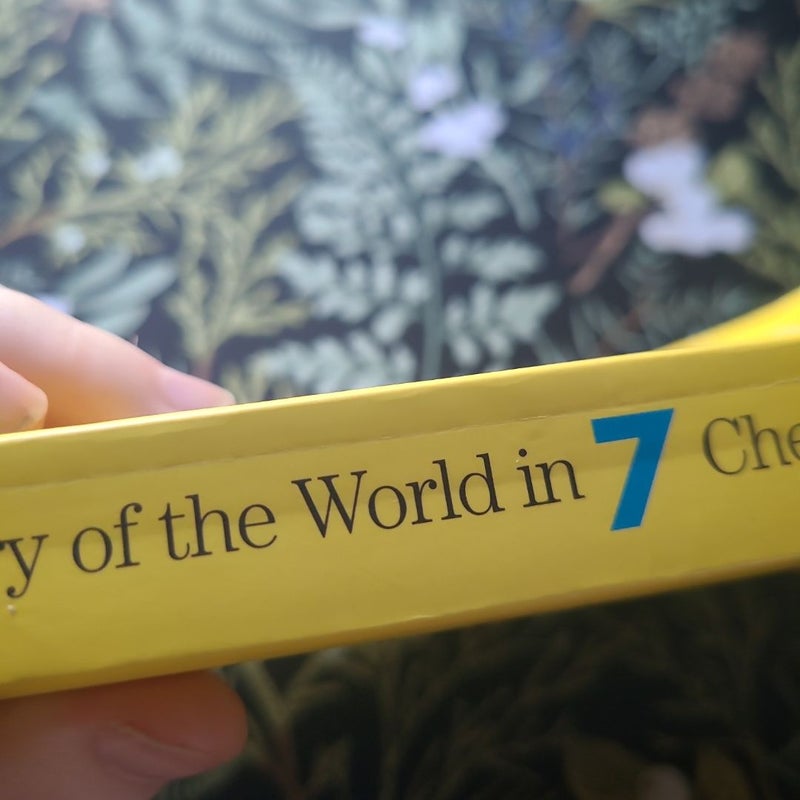 y of the World in 7 Che